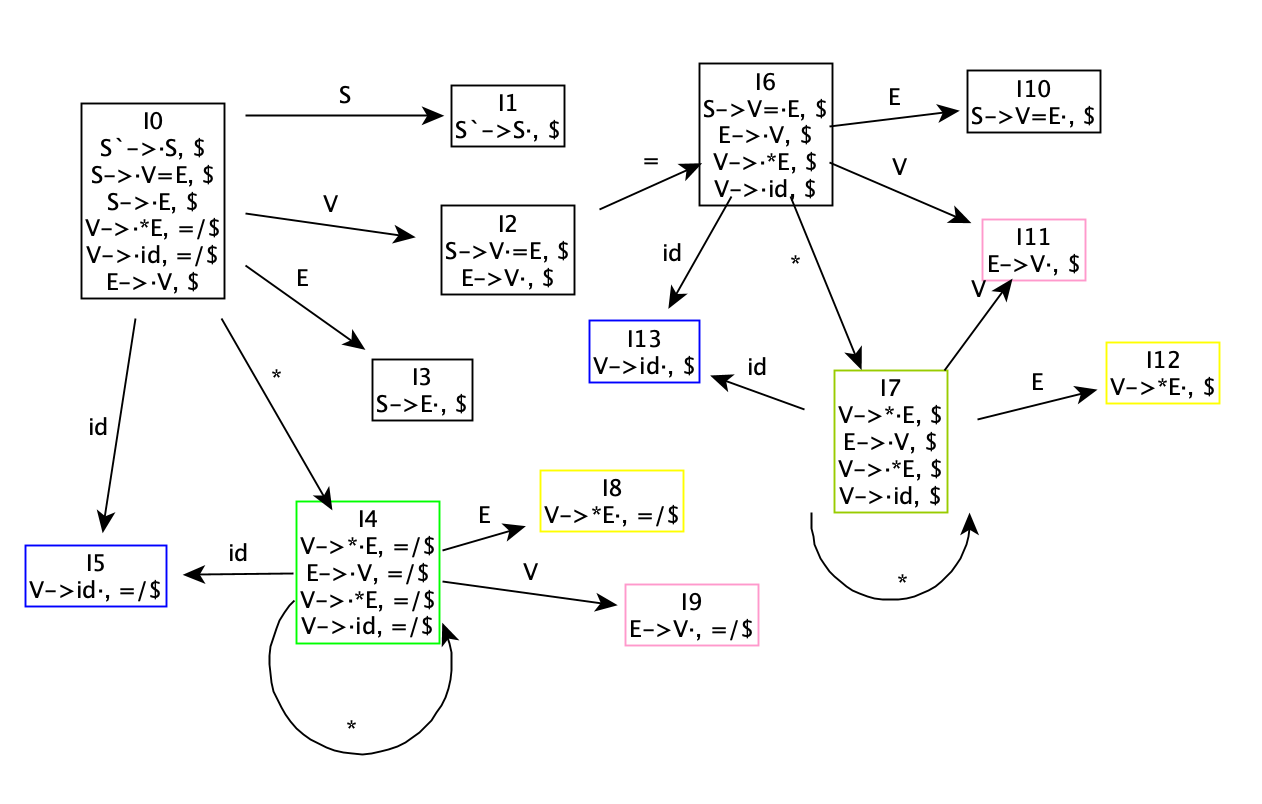 I0
S`->·S, $
S->·V=E, $
S->·E, $
V->·*E, =/$
V->·id, =/$
E->·V, $
S
I1
S`->S·, $
V
I2
S->V·=E, $
E->V·, $
E
I3
S->E·, $
*
id
I4
V->*·E, =/$
E->·V, =/$
V->·*E, =/$
V->·id, =/$
id
I5
V->id·, =/$
E
I8
V->*E·, =/$
V
I9
E->V·, =/$
*
=
I6
S->V=·E, $
E->·V, $
V->·*E, $
V->·id, $
E
I10
S->V=E·, $
V
I11
E->V·, $
id
*
I13
V->id·, $
id
I7
V->*·E, $
E->·V, $
V->·*E, $
V->·id, $
V
E
I12
V->*E·, $
*